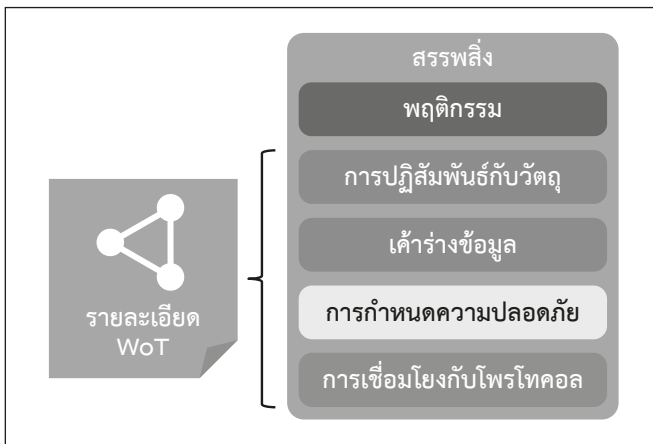 สรรพสิ่ง
พฤติกรรม
การปฏิสัมพันธ์กับวัตถุ
เค้าร่างข้อมูล
การกำหนดความปลอดภัย
การเชื่อมโยงกับโพรโทคอล
รายละเอียด
WoT